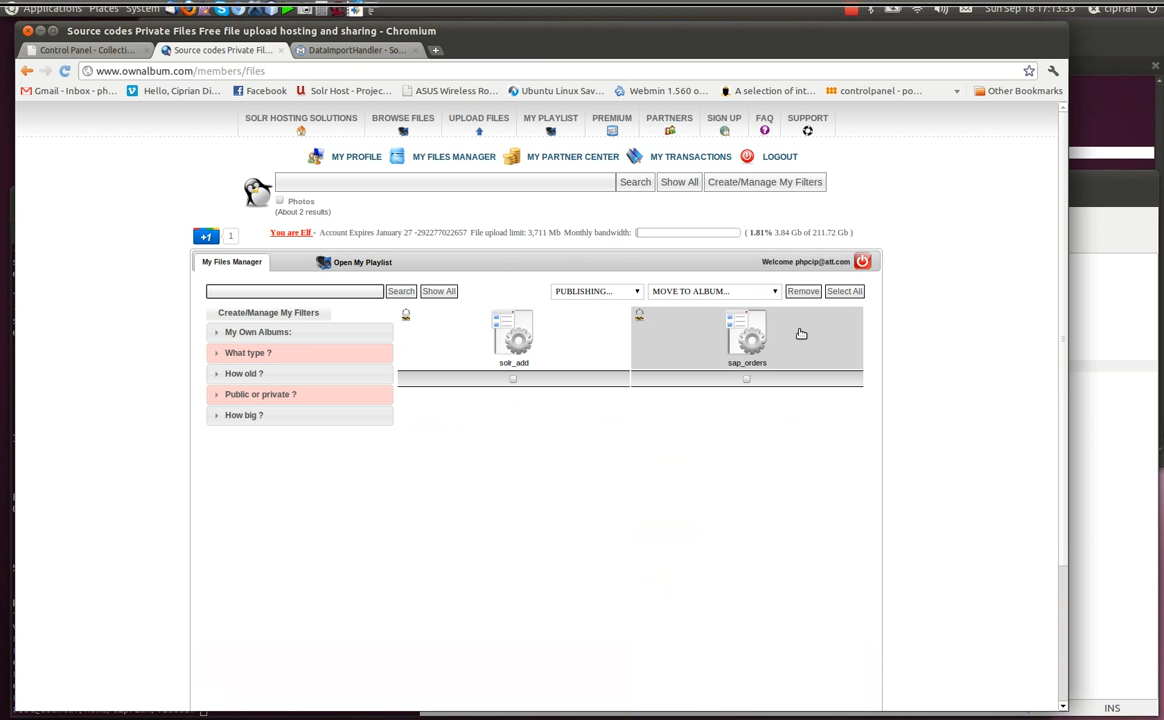 Applications Places System
Sun Sep 18 17:13:33 ciprian
Source codes Private Files Free file upload hosting and sharing - Chromium
Control Panel - Collecti...
Source codes Private Fil...
DataImportHandler - So...
www.ownalbum.com/members/files
Gmail - Inbox - ph... Hello, Ciprian Di... Facebook Solr Host - Projec... ASUS Wireless Ro... Ubuntu Linux Sav... Webmin 1.560 o... A selection of int... controlpanel - po... Other Bookmarks
SOLR HOSTING SOLUTIONS BROWSE FILES UPLOAD FILES MY PLAYLIST PREMIUM PARTNERS SIGN UP FAQ SUPPORT
MY PROFILE MY FILES MANAGER MY PARTNER CENTER MY TRANSACTIONS LOGOUT
Search Show All Create/Manage My Filters
Photos
(About 2 results)
+1 1 You are Elf - Account Expires January 27 -292277022657 File upload limit: 3,711 Mb Monthly bandwidth: ( 1.81% 3.84 Gb of 211.72 Gb )
My Files Manager Open My Playlist Welcome phpcip@att.com
Search Show All PUBLISHING... MOVE TO ALBUM... Remove Select All
Create/Manage My Filters
My Own Albums:
What type ?
How old ?
Public or private ?
How big ?
solr_add sap_orders
INS